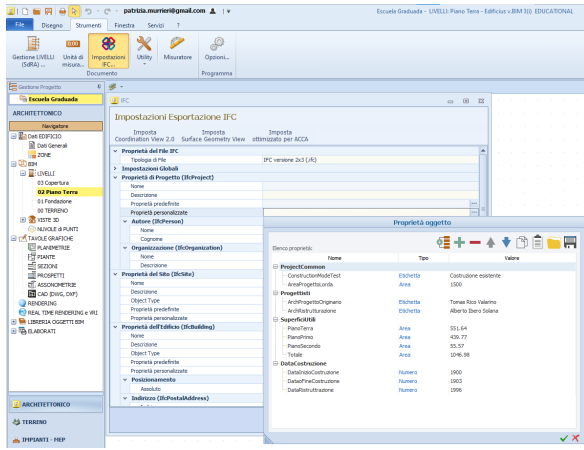 patrizia.murrieri@gmail.com
Escuela Graduada - LIVELLI: Piano Terra - Edificius v.BIM 2(i) EDUCATIONAL
File Disegno Strumenti Finestra Servizi ?
Gestione LIVELLI (SdRA) ...
Unità di misura...
Impostazioni IFC...
Utility
Misuratore
Opzioni...
Documento
Programma
Gestione Progetto
Escuela Graduada
ARCHITETTONICO
Navigatore
Dati EDIFICIO
Dati Generali
ZONE
BIM
LIVELLI
03 Copertura
02 Piano Terra
01 Fondazione
00 TERRENO
VISTE 3D
NUVOLE di PUNTI
TAVOLE GRAFICHE
PLANIMETRIE
PIANTE
SEZIONI
PROSPETTI
ASSONOMETRIE
CAD (DWG, DXF)
RENDERING
REAL TIME RENDERING e VRI
LIBRERIA OGGETTI BIM
ELABORATI
ARCHITETTONICO
TERRENO
IMPIANTI - MEP
IFC
Impostazioni Esportazione IFC
Imposta Coordination View 2.0
Imposta Surface Geometry View
Imposta ottimizzato per ACCA
Proprietà del File IFC
Tipologia di File IFC versione 2x3 (.ifc)
Impostazioni Globali
Proprietà di Progetto (IfcProject)
Nome
Descrizione
Proprietà predefinite ...
Proprietà personalizzate ...
Autore (IfcPerson)
Nome
Cognome
Organizzazione (IfcOrganization)
Nome
Descrizione
Proprietà del Sito (IfcSite)
Nome
Descrizione
Object Type
Proprietà predefinite
Proprietà personalizzate
Proprietà dell'Edificio (IfcBuilding)
Nome
Descrizione
Object Type
Proprietà predefinite
Proprietà personalizzate
Posizionamento
Assoluto
Indirizzo (IfcPostalAddress)
Proprietà oggetto
Elenco proprietà:
Nome Tipo Valore
ProjectCommon
ConstructionModeTest Etichetta Costruzione esistente
AreaProgettoLorda Area 1500
Progettisti
ArchProgettoOriginario Etichetta Tomas Rico Valarino
ArchRistrutturazione Etichetta Alberto Ibero Solana
SuperficiUtili
PianoTerra Area 551.64
PianoPrimo Area 439.77
PianoSecondo Area 55.57
Totale Area 1046.98
DataCostruzione
DataInizioCostruzione Numero 1900
DataoFineCostruzione Numero 1903
DataRistruttrazione Numero 1996